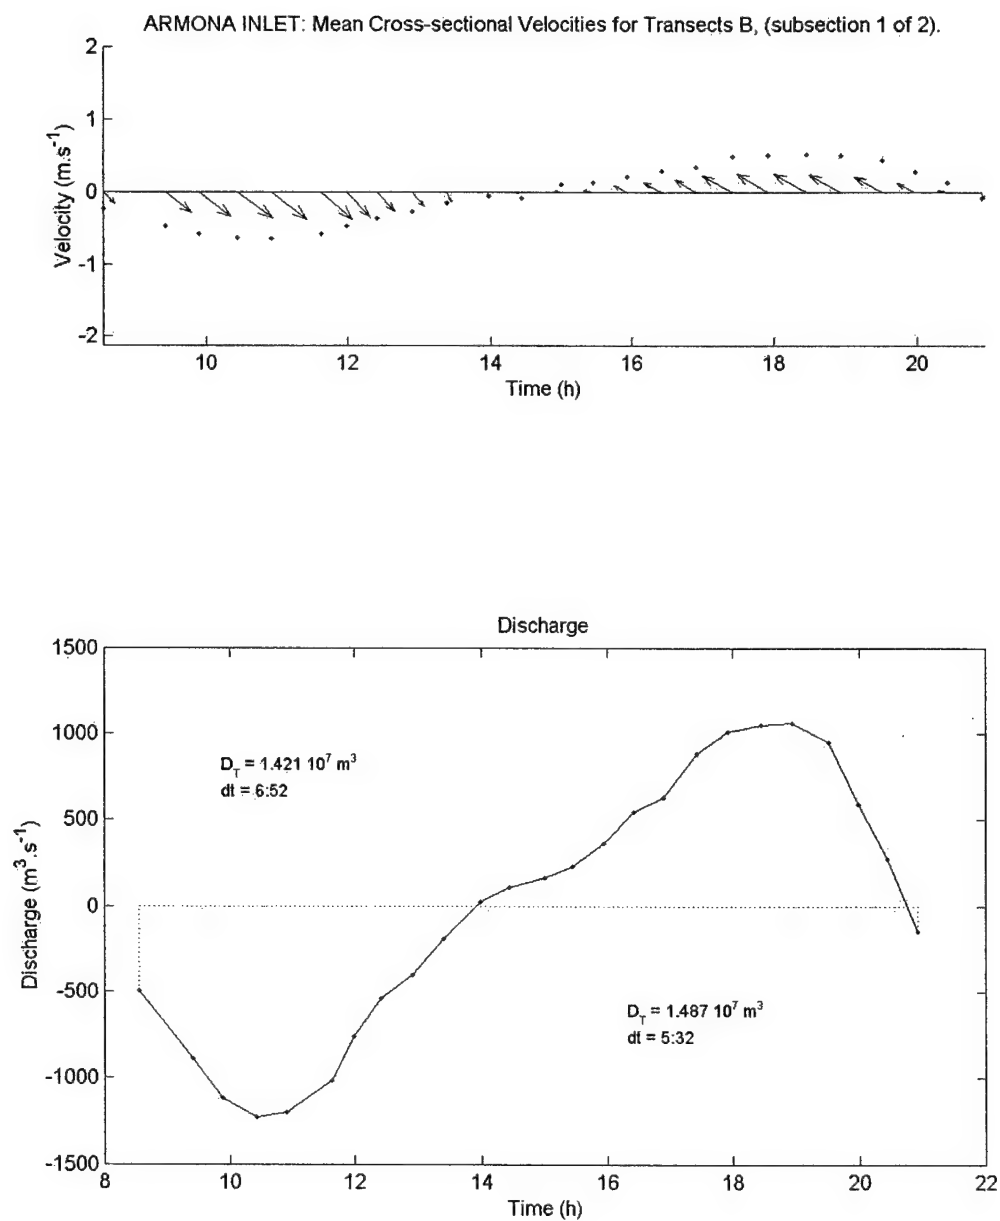 ARMONA INLET: Mean Cross-sectional Velocities for Transects B, (subsection 1 of 2).
2
1
0
-1
-2
Velocity (m.s⁻¹)
10 12 14 16 18 20
Time (h)
Discharge
1500
1000
500
0
-500
-1000
-1500
Discharge (m³.s⁻¹)
D_T = 1.421 10⁷ m³
dt = 6:52
D_T = 1.487 10⁷ m³
dt = 5:32
8 10 12 14 16 18 20 22
Time (h)